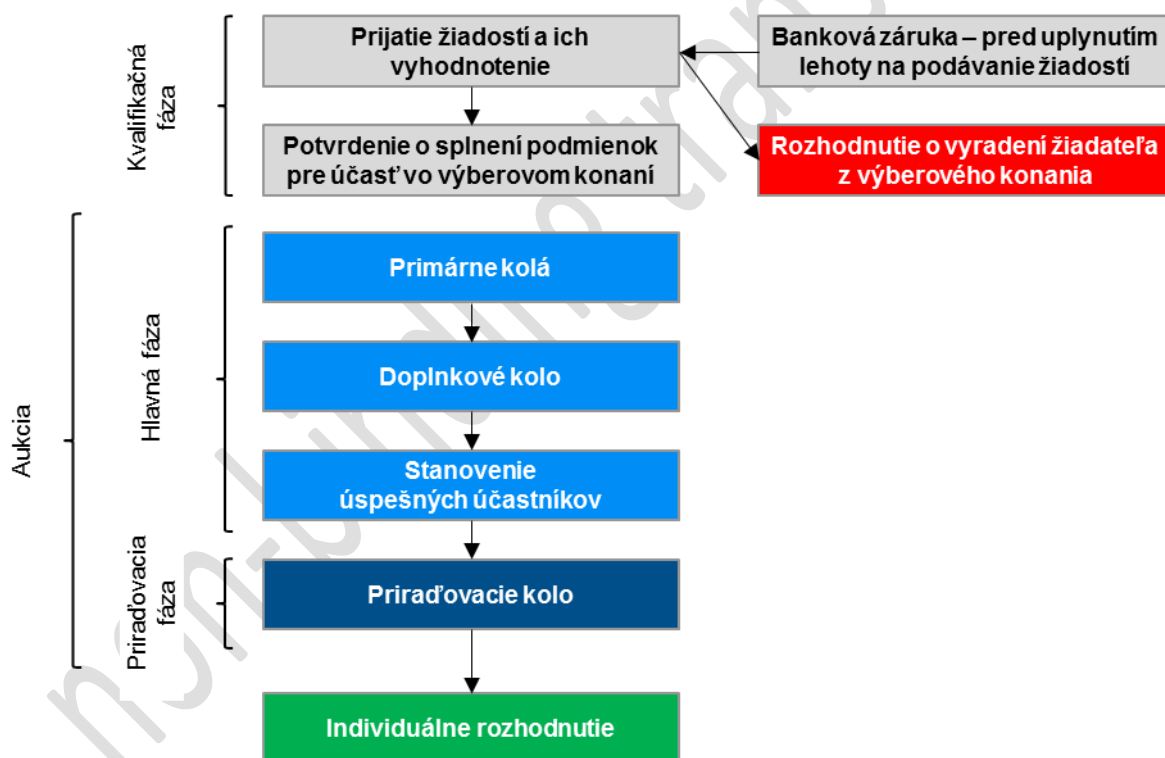 Kvalifikačná
fáza
Prijatie žiadostí a ich
vyhodnotenie
Banková záruka – pred uplynutím
lehoty na podávanie žiadostí
Potvrdenie o splnení podmienok
pre účasť vo výberovom konaní
Rozhodnutie o vyradení žiadateľa
z výberového konania
Aukcia
Hlavná fáza
Primárne kolá
Doplnkové kolo
Stanovenie
úspešných účastníkov
Priraďovacia
fáza
Priraďovacie kolo
Individuálne rozhodnutie
non-binding